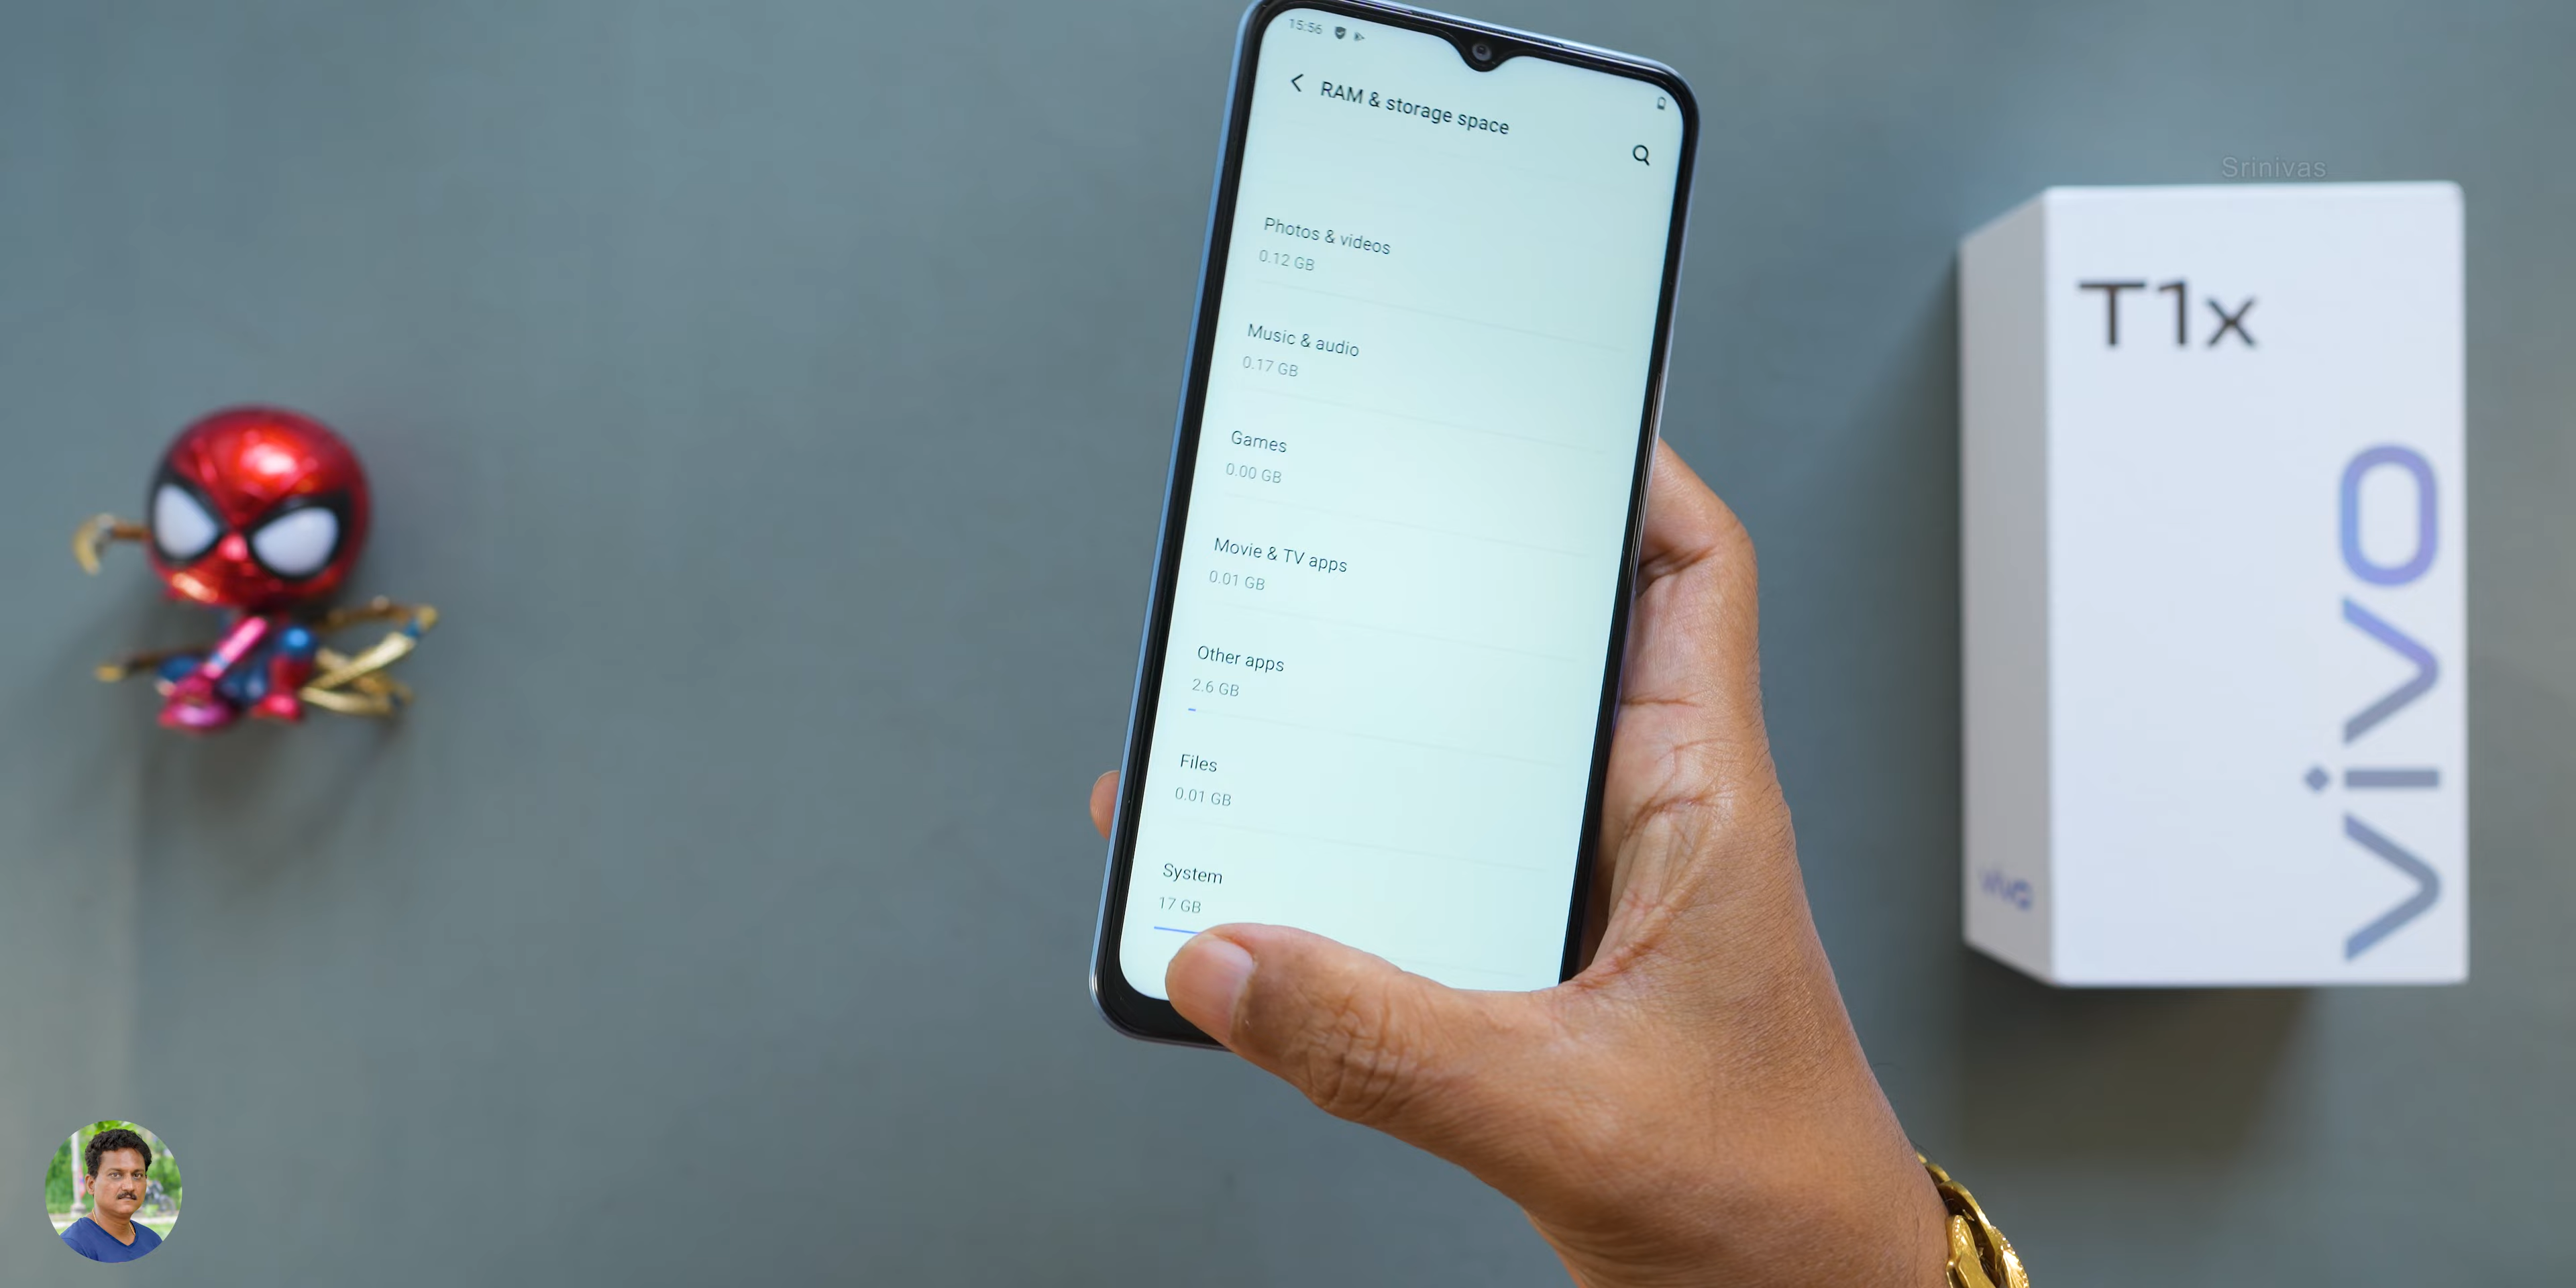 15:56
RAM & storage space
Photos & videos
0.12 GB
Music & audio
0.17 GB
Games
0.00 GB
Movie & TV apps
0.01 GB
Other apps
2.6 GB
Files
0.01 GB
System
17 GB
Srinivas
T1x
vivo
vivo